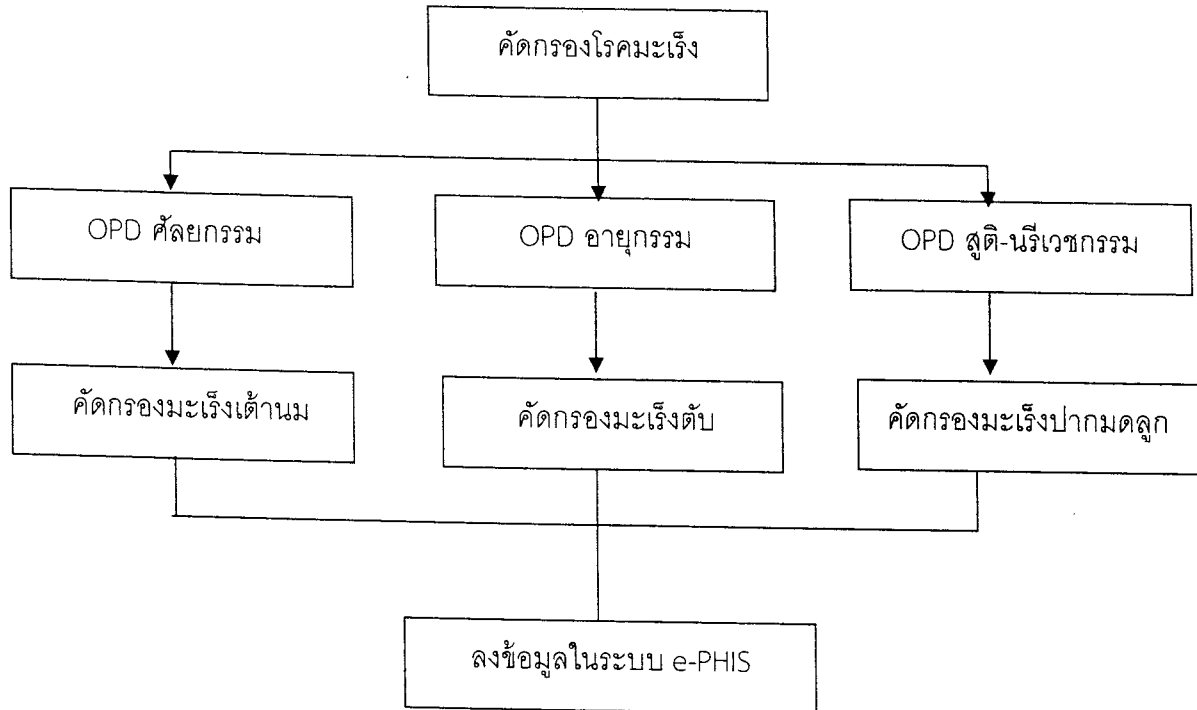 คัดกรองโรคมะเร็ง
OPD ศัลยกรรม
OPD อายุกรรม
OPD สูติ-นรีเวชกรรม
คัดกรองมะเร็งเต้านม
คัดกรองมะเร็งตับ
คัดกรองมะเร็งปากมดลูก
ลงข้อมูลในระบบ e-PHIS